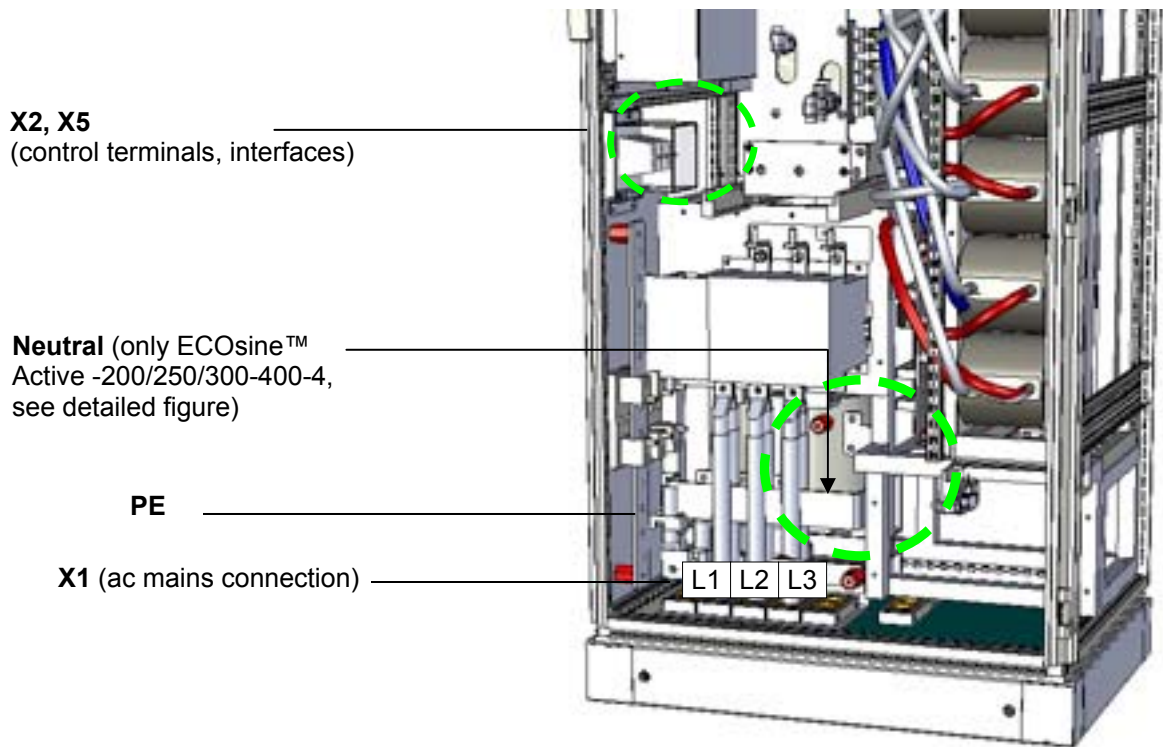 X2, X5
(control terminals, interfaces)
Neutral (only ECOsine™
Active -200/250/300-400-4,
see detailed figure)
PE
X1 (ac mains connection)
L1 L2 L3